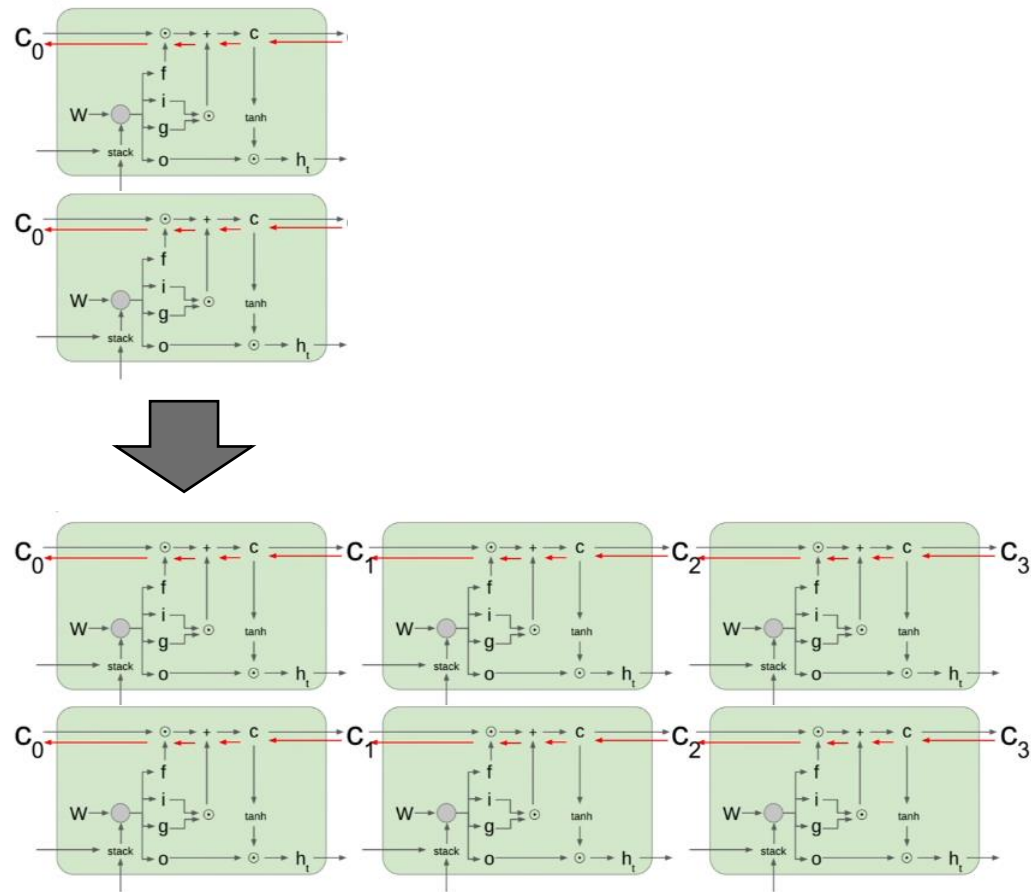 C0 ⊙ + c
f
W i ⊙
g tanh
stack
o ⊙ ht
C0 ⊙ + c
f
W i ⊙
g tanh
stack
o ⊙ ht
C0 ⊙ + c C1 ⊙ + c C2 ⊙ + c C3
f f f
W i ⊙ W i ⊙ W i ⊙
g tanh g tanh g tanh
stack stack stack
o ⊙ ht o ⊙ ht o ⊙ ht
C0 ⊙ + c C1 ⊙ + c C2 ⊙ + c C3
f f f
W i ⊙ W i ⊙ W i ⊙
g tanh g tanh g tanh
stack stack stack
o ⊙ ht o ⊙ ht o ⊙ ht